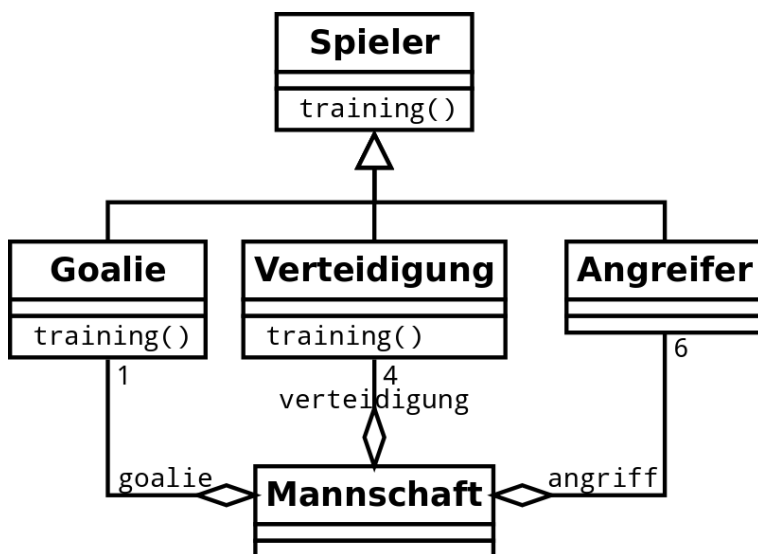 Spieler
training()
Goalie
Verteidigung
Angreifer
training()
training()
1
4
6
verteidigung
goalie
angriff
Mannschaft